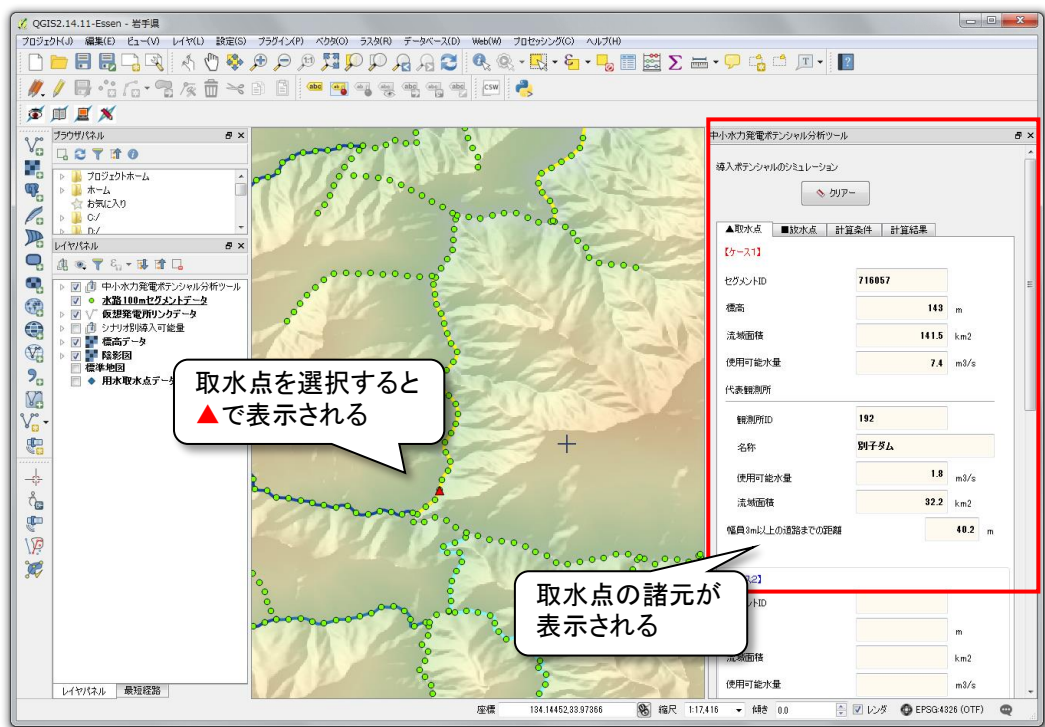 QGIS2.14.11-Essen - 岩手県
プロジェクト(J) 編集(E) ビュー(V) レイヤ(L) 設定(S) プラグイン(P) ベクタ(O) ラスタ(R) データベース(D) Web(W) プロセッシング(C) ヘルプ(H)
abc ab abc abc abc abc CSW
ブラウザパネル
プロジェクトホーム
ホーム
お気に入り
C:/
D:/
レイヤパネル
中小水力発電ポテンシャル分析ツール
水路100mセグメントデータ
仮想発電所リンクデータ
シナリオ別導入可能量
標高データ
陰影図
標準地図
用水取水点データ
レイヤパネル 最短経路
取水点を選択すると
▲で表示される
中小水力発電ポテンシャル分析ツール
導入ポテンシャルのシミュレーション
クリアー
▲取水点 ■放水点 計算条件 計算結果
【ケース1】
セグメントID 716057
標高 143 m
流域面積 141.5 km2
使用可能水量 7.4 m3/s
代表観測所
観測所ID 192
名称 別子ダム
使用可能水量 1.8 m3/s
流域面積 32.2 km2
幅員3m以上の道路までの距離 40.2 m
取水点の諸元が
表示される
2】
トID
m
流域面積 km2
使用可能水量 m3/s
座標 134.14452,33.97366 縮尺 1:17,416 傾き 0.0 レンダ EPSG:4326 (OTF)